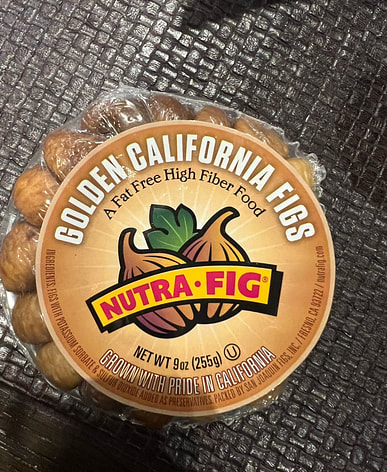 GOLDEN CALIFORNIA FIGS
A Fat Free High Fiber Food
NUTRA·FIG®
NET WT 9oz (255g) U
GROWN WITH PRIDE IN CALIFORNIA
INGREDIENTS: FIGS WITH POTASSIUM SORBATE & SULFUR DIOXIDE ADDED AS PRESERVATIVES. PACKED BY SAN JOAQUIN FIGS, INC. / FRESNO, CA 93722 / nutrafig.com